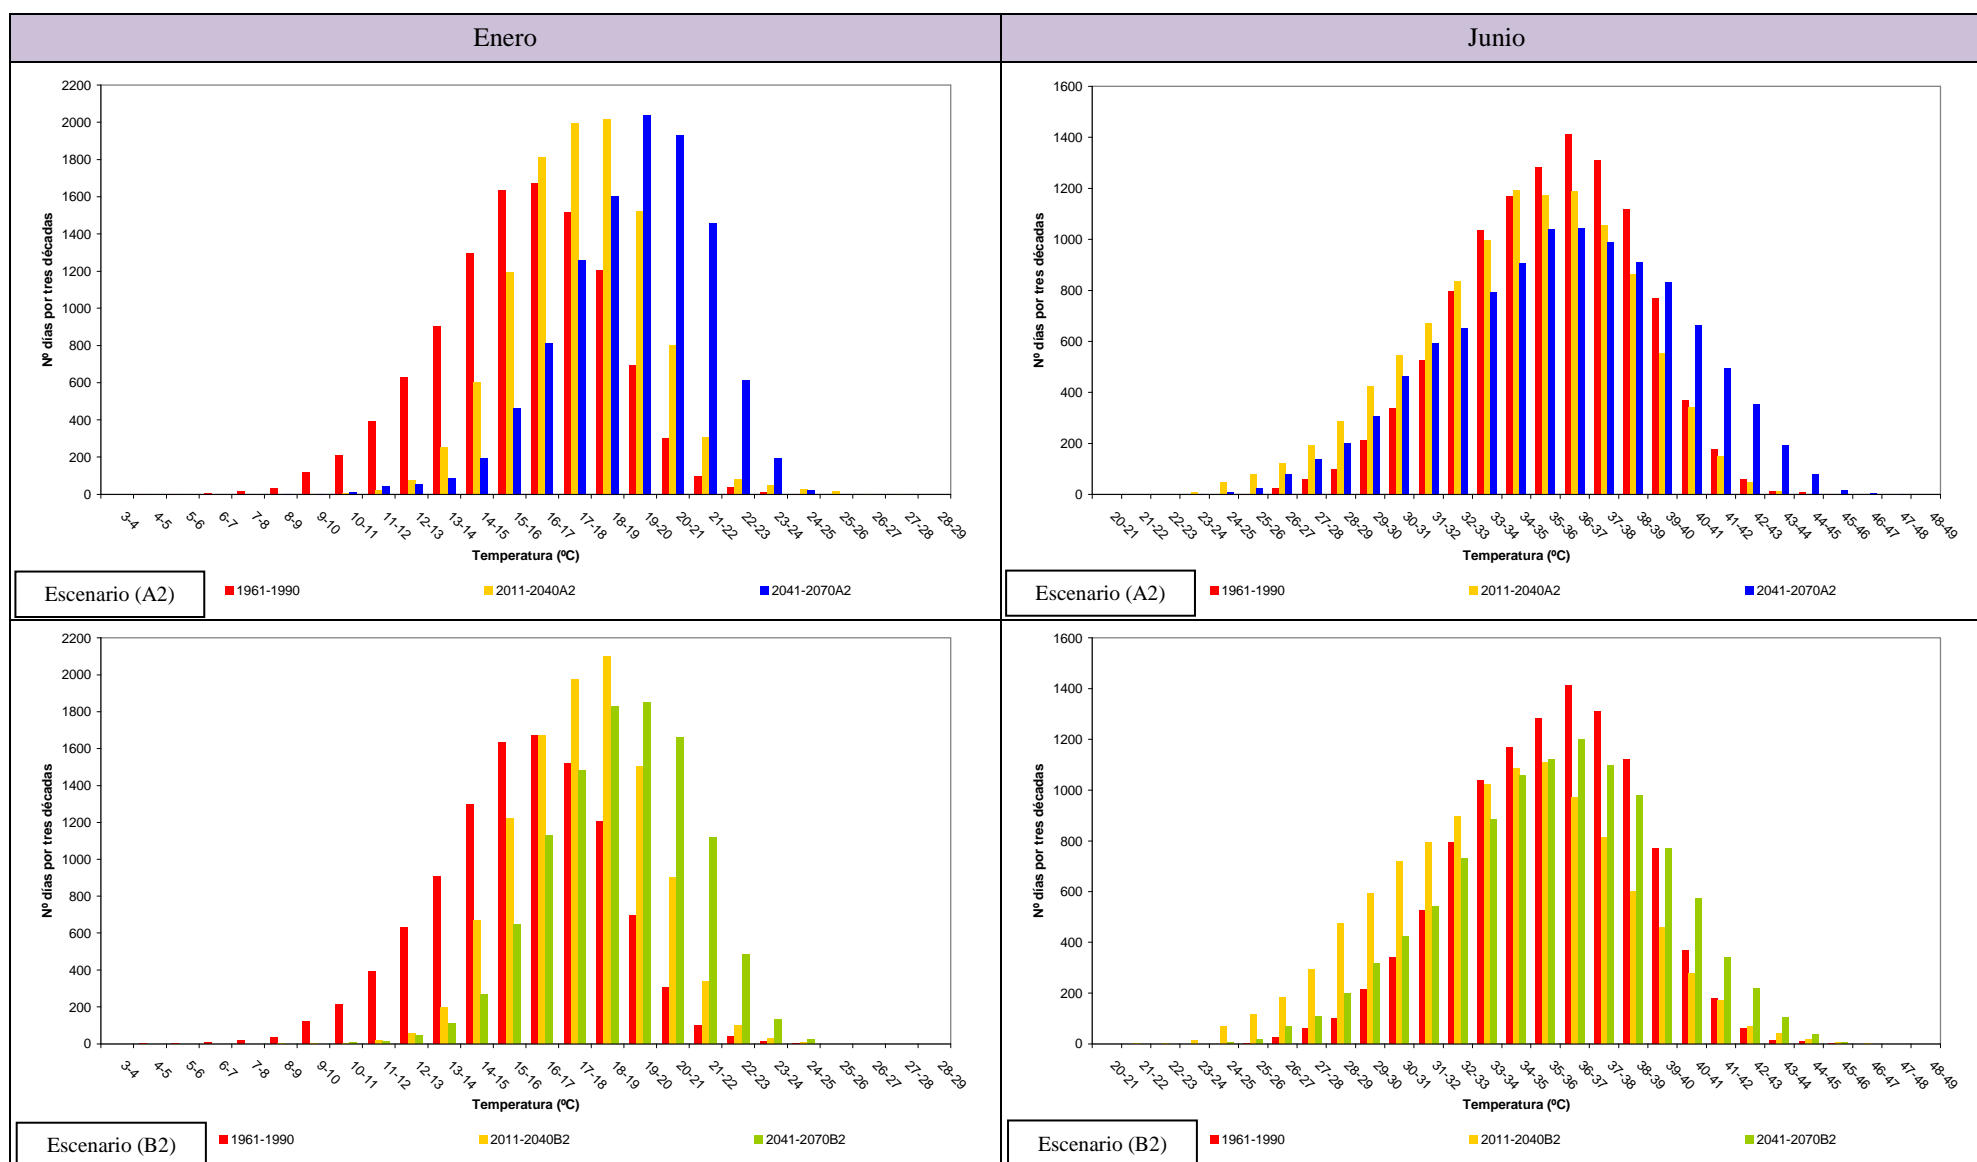 Enero
Junio
2200
2000
1800
1600
1400
1200
1000
800
600
400
200
0
Nº días por tres décadas
3-4 4-5 5-6 6-7 7-8 8-9 9-10 10-11 11-12 12-13 13-14 14-15 15-16 16-17 17-18 18-19 19-20 20-21 21-22 22-23 23-24 24-25 25-26 26-27 27-28 28-29
Temperatura (ºC)
Escenario (A2)
1961-1990 2011-2040A2 2041-2070A2
1600
1400
1200
1000
800
600
400
200
0
Nº días por tres décadas
20-21 21-22 22-23 23-24 24-25 25-26 26-27 27-28 28-29 29-30 30-31 31-32 32-33 33-34 34-35 35-36 36-37 37-38 38-39 39-40 40-41 41-42 42-43 43-44 44-45 45-46 46-47 47-48 48-49
Temperatura (ºC)
Escenario (A2)
1961-1990 2011-2040A2 2041-2070A2
2200
2000
1800
1600
1400
1200
1000
800
600
400
200
0
Nº días por tres décadas
3-4 4-5 5-6 6-7 7-8 8-9 9-10 10-11 11-12 12-13 13-14 14-15 15-16 16-17 17-18 18-19 19-20 20-21 21-22 22-23 23-24 24-25 25-26 26-27 27-28 28-29
Temperatura (ºC)
Escenario (B2)
1961-1990 2011-2040B2 2041-2070B2
1600
1400
1200
1000
800
600
400
200
0
Nº días por tres décadas
20-21 21-22 22-23 23-24 24-25 25-26 26-27 27-28 28-29 29-30 30-31 31-32 32-33 33-34 34-35 35-36 36-37 37-38 38-39 39-40 40-41 41-42 42-43 43-44 44-45 45-46 46-47 47-48 48-49
Temperatura (ºC)
Escenario (B2)
1961-1990 2011-2040B2 2041-2070B2